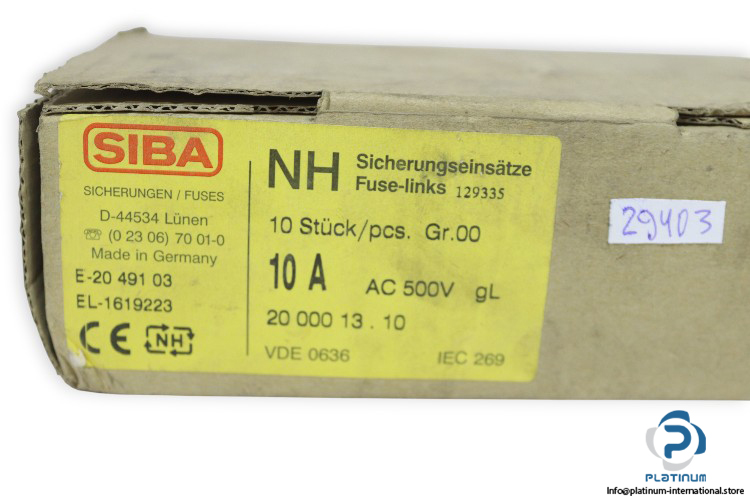 SIBA
SICHERUNGEN / FUSES
D-44534 Lünen
☏ (0 23 06) 70 01-0
Made in Germany
E-20 491 03
EL-1619223
CE NH
NH Sicherungseinsätze
Fuse-links 129335
10 Stück/pcs. Gr.00
10 A AC 500V gL
20 000 13 . 10
VDE 0636 IEC 269
29403
PLATINUM
Info@platinum-international.store